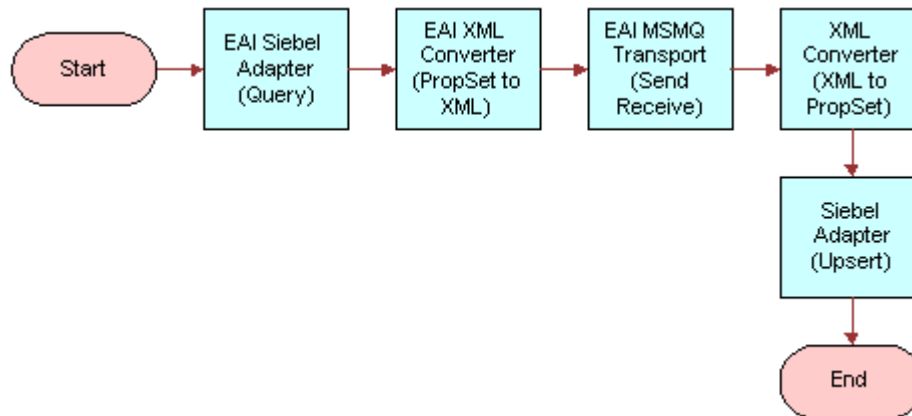 Start
EAI Siebel
Adapter
(Query)
EAI XML
Converter
(PropSet to
XML)
EAI MSMQ
Transport
(Send
Receive)
XML
Converter
(XML to
PropSet)
Siebel
Adapter
(Upsert)
End